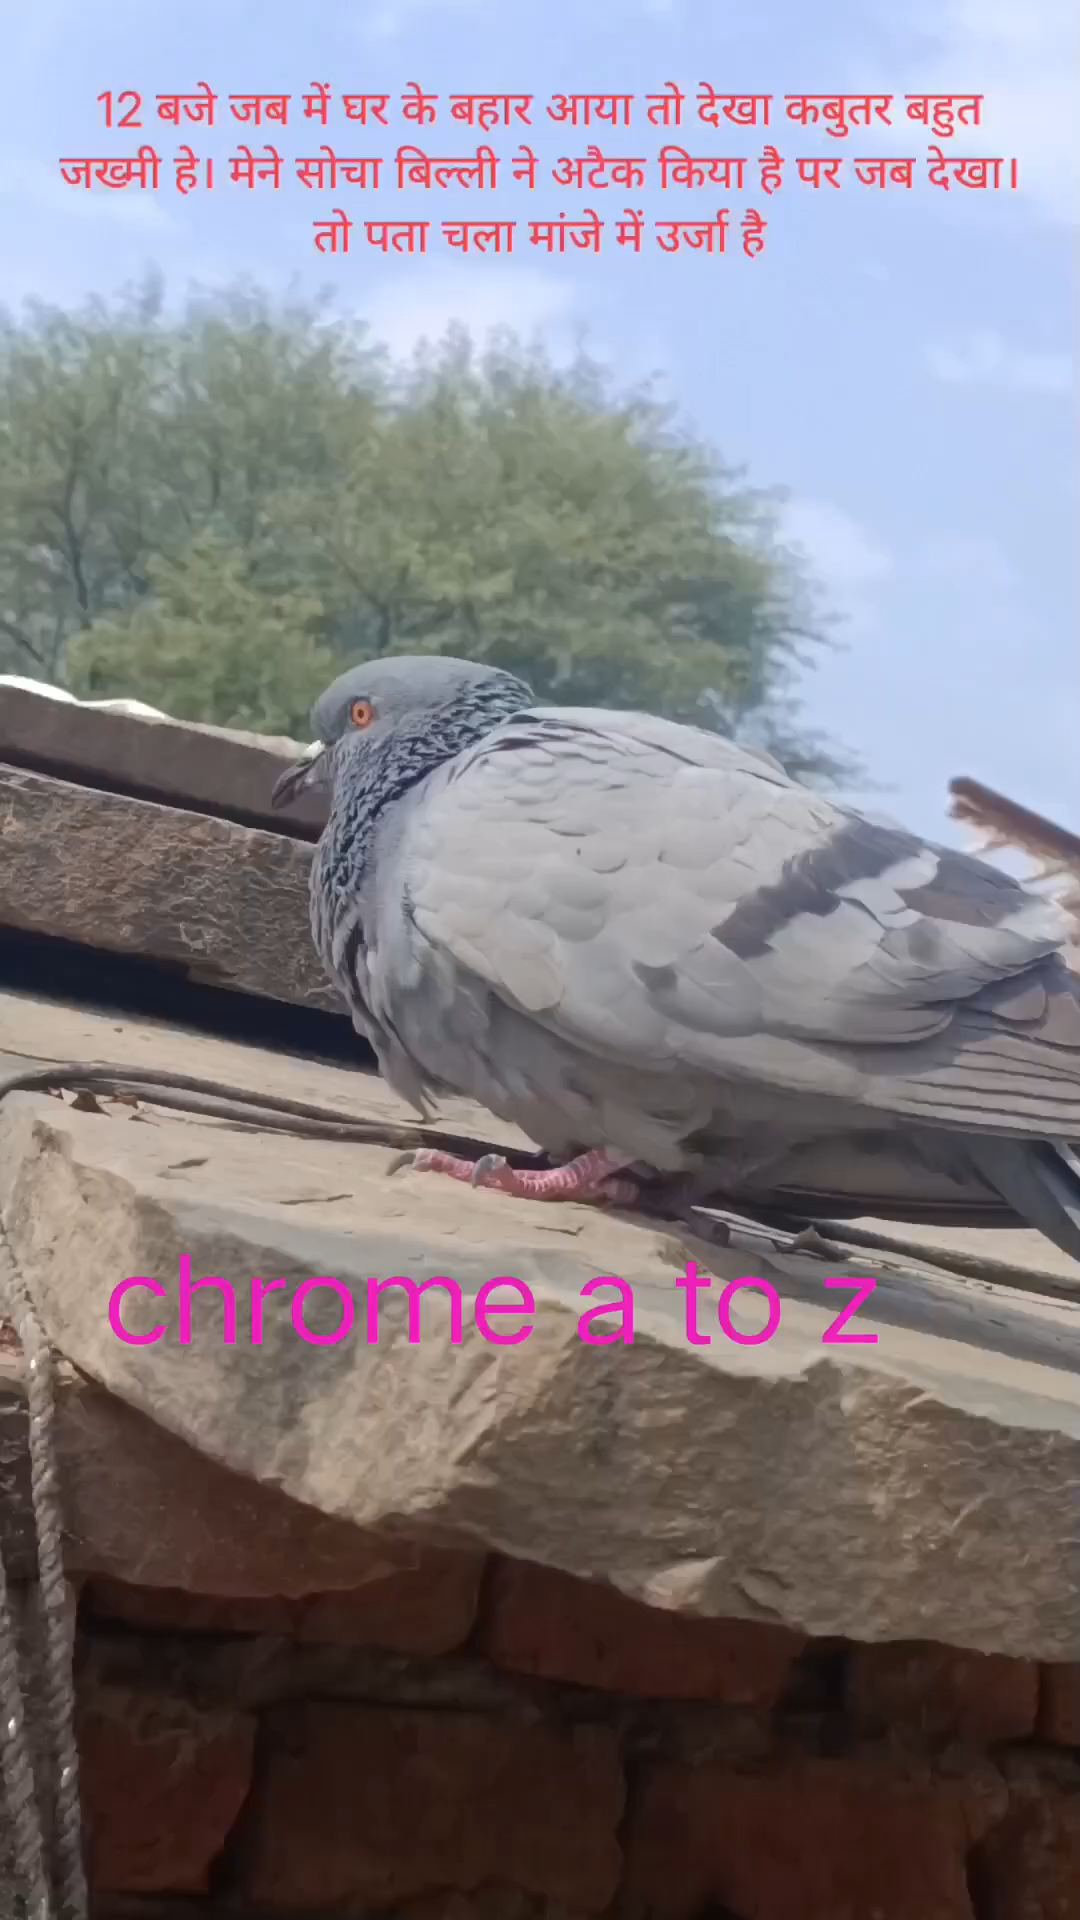 12 बजे जब में घर के बहार आया तो देखा कबुतर बहुत
जख्मी हे। मेने सोचा बिल्ली ने अटैक किया है पर जब देखा।
तो पता चला मांजे में उर्जा है
chrome a to z